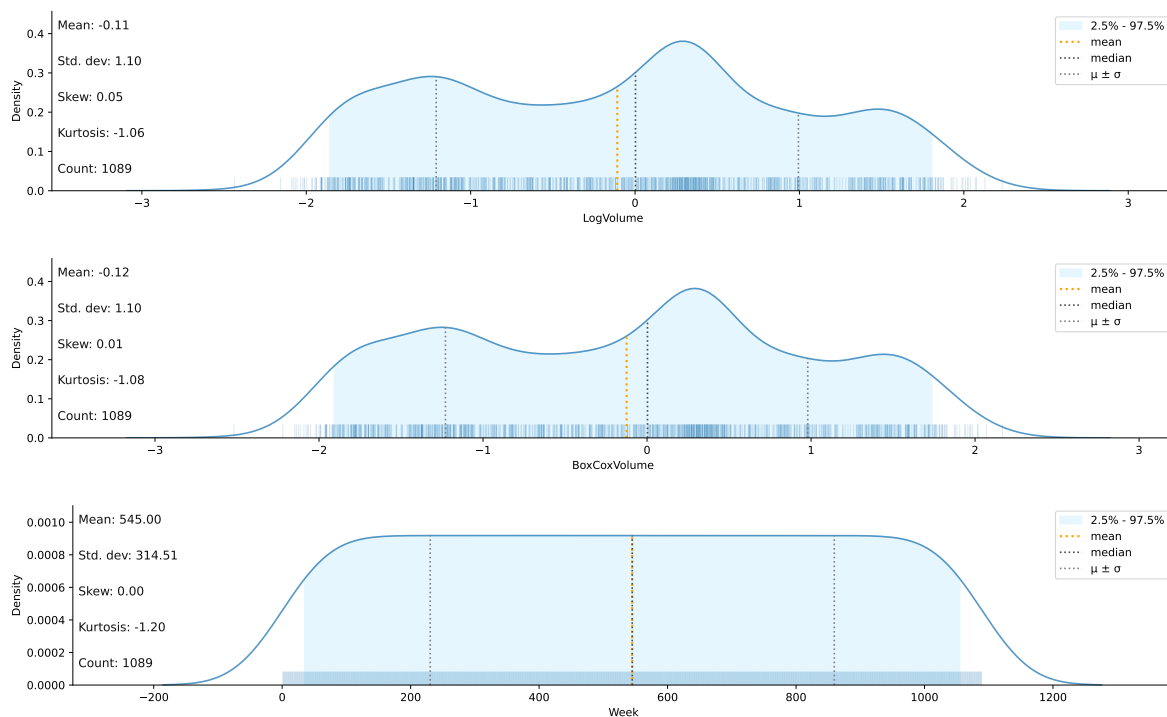 Mean: -0.11
Std. dev: 1.10
Skew: 0.05
Kurtosis: -1.06
Count: 1089
2.5% - 97.5%
mean
median
μ ± σ
Density
0.4
0.3
0.2
0.1
0.0
−3 −2 −1 0 1 2 3
LogVolume
Mean: -0.12
Std. dev: 1.10
Skew: 0.01
Kurtosis: -1.08
Count: 1089
2.5% - 97.5%
mean
median
μ ± σ
Density
0.4
0.3
0.2
0.1
0.0
−3 −2 −1 0 1 2 3
BoxCoxVolume
Mean: 545.00
Std. dev: 314.51
Skew: 0.00
Kurtosis: -1.20
Count: 1089
2.5% - 97.5%
mean
median
μ ± σ
Density
0.0010
0.0008
0.0006
0.0004
0.0002
0.0000
−200 0 200 400 600 800 1000 1200
Week